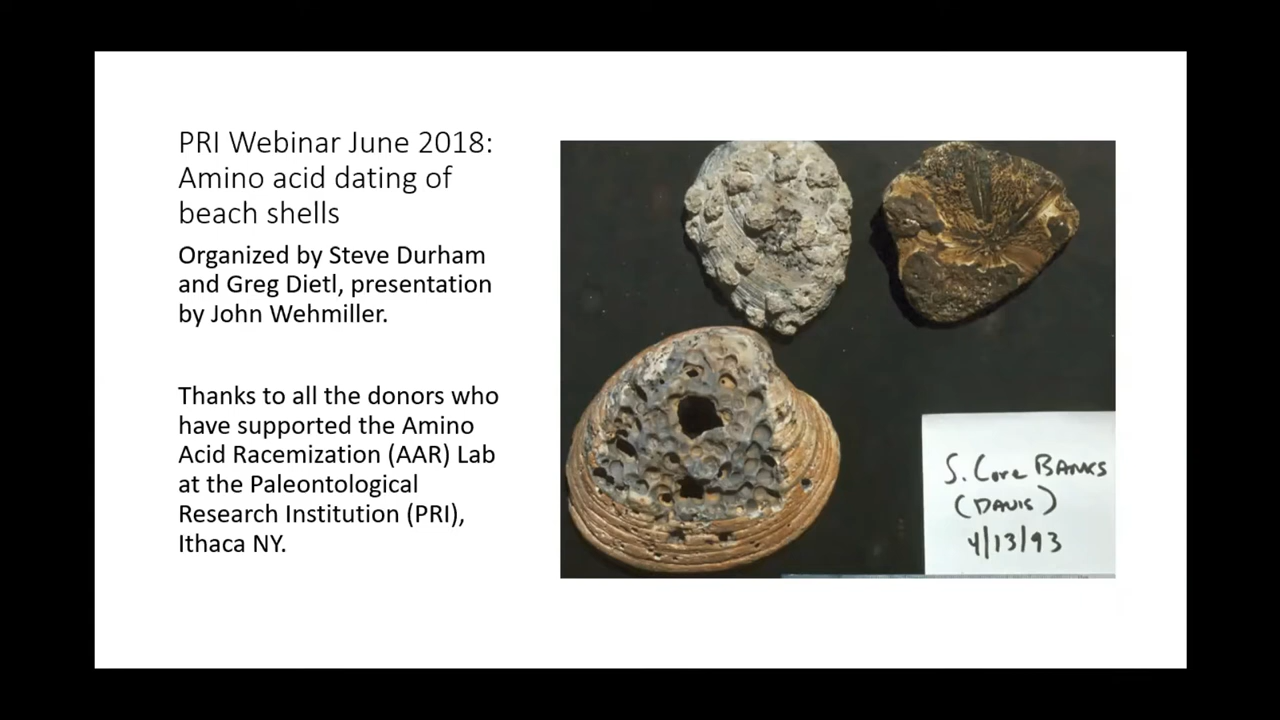 PRI Webinar June 2018:
Amino acid dating of
beach shells
Organized by Steve Durham
and Greg Dietl, presentation
by John Wehmiller.
Thanks to all the donors who
have supported the Amino
Acid Racemization (AAR) Lab
at the Paleontological
Research Institution (PRI),
Ithaca NY.
S. Core BANKS
(DAVIS)
4/13/93